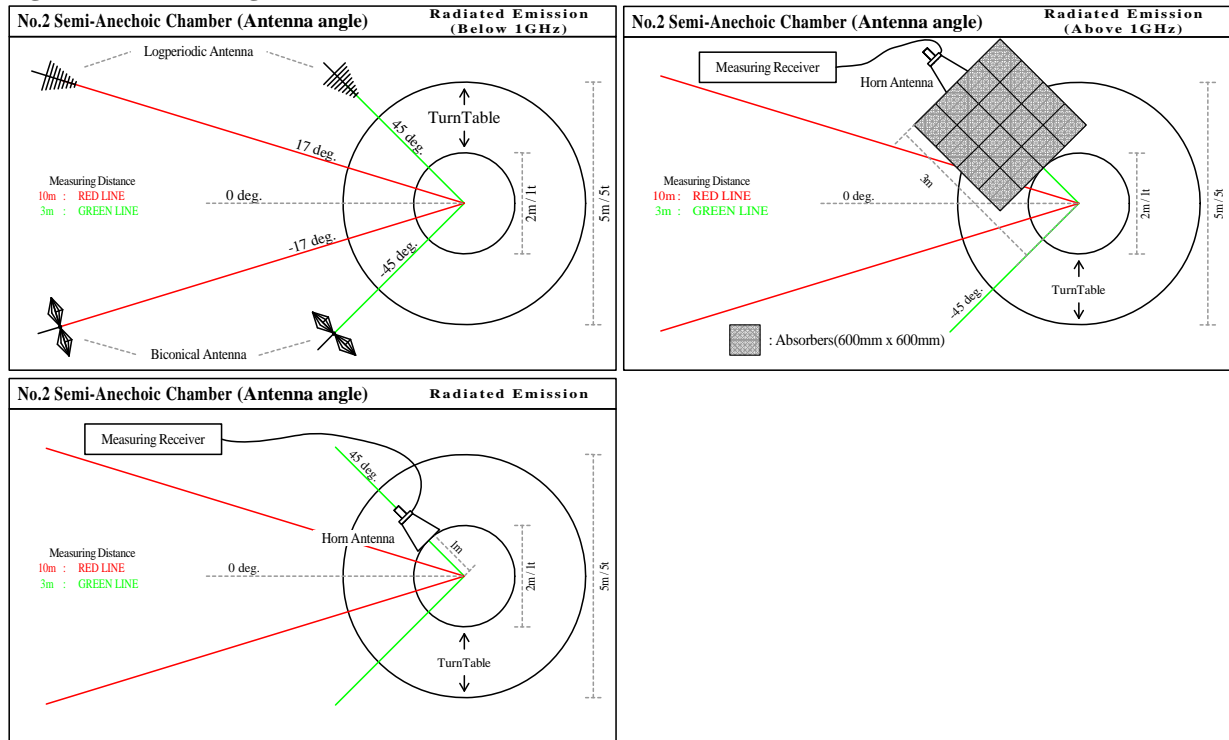 No.2 Semi-Anechoic Chamber (Antenna angle)
Radiated Emission
(Below 1GHz)
Logperiodic Antenna
TurnTable
45 deg.
17 deg.
Measuring Distance
10m : RED LINE
3m : GREEN LINE
0 deg.
2m / 1t
5m / 5t
-17 deg.
-45 deg.
Biconical Antenna
No.2 Semi-Anechoic Chamber (Antenna angle)
Radiated Emission
(Above 1GHz)
Measuring Receiver
Horn Antenna
3m
Measuring Distance
10m : RED LINE
3m : GREEN LINE
0 deg.
2m / 1t
5m / 5t
TurnTable
-45 deg.
: Absorbers(600mm x 600mm)
No.2 Semi-Anechoic Chamber (Antenna angle)
Radiated Emission
Measuring Receiver
45 deg.
Horn Antenna
1m
Measuring Distance
10m : RED LINE
3m : GREEN LINE
0 deg.
2m / 1t
5m / 5t
TurnTable